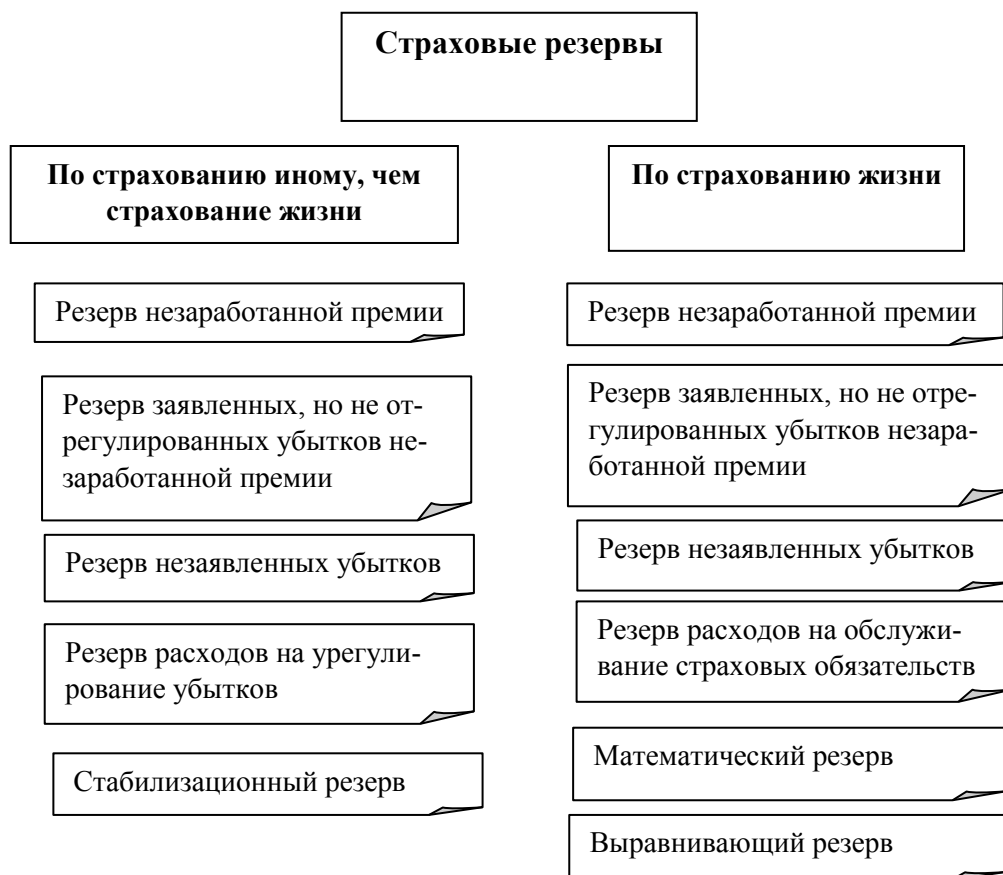 Страховые резервы
По страхованию иному, чем
страхование жизни
Резерв незаработанной премии
Резерв заявленных, но не от-
регулированных убытков не-
заработанной премии
Резерв незаявленных убытков
Резерв расходов на урегули-
рование убытков
Стабилизационный резерв
По страхованию жизни
Резерв незаработанной премии
Резерв заявленных, но не отре-
гулированных убытков незара-
ботанной премии
Резерв незаявленных убытков
Резерв расходов на обслужи-
вание страховых обязательств
Математический резерв
Выравнивающий резерв